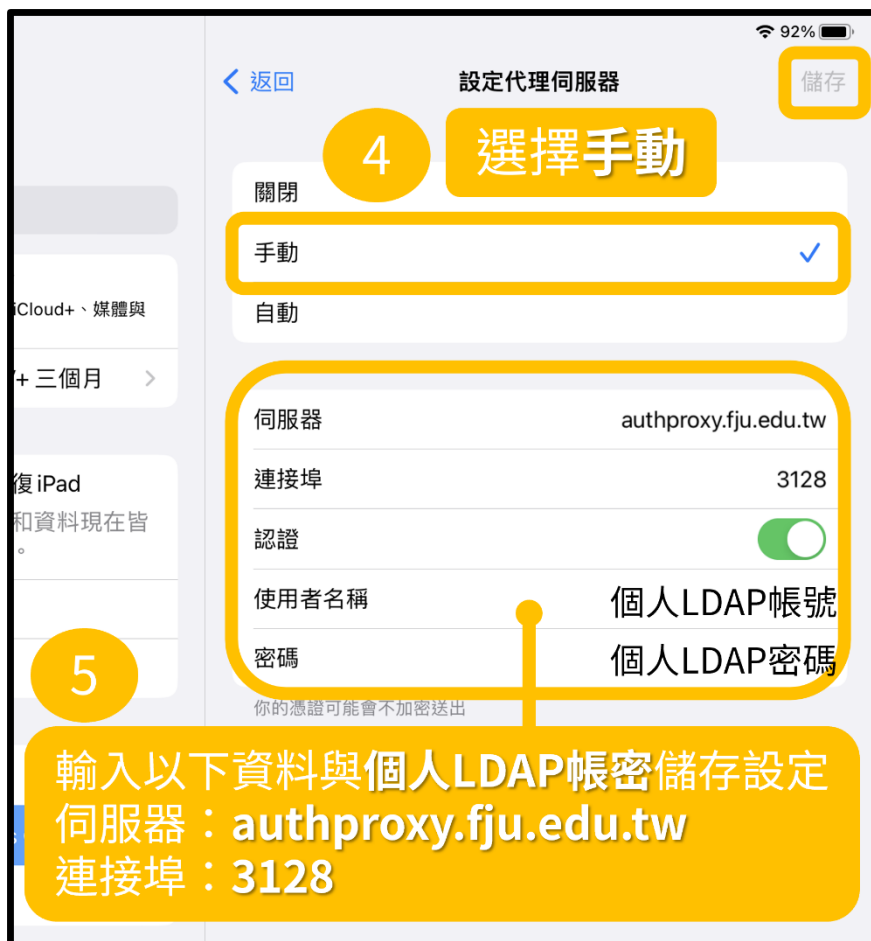 92%
返回
設定代理伺服器
儲存
4
選擇手動
關閉
手動
自動
iCloud+、媒體與
+ 三個月
復 iPad
和資料現在皆
。
伺服器
authproxy.fju.edu.tw
連接埠
3128
認證
使用者名稱
個人LDAP帳號
密碼
個人LDAP密碼
你的憑證可能會不加密送出
5
輸入以下資料與個人LDAP帳密儲存設定
伺服器：authproxy.fju.edu.tw
連接埠：3128